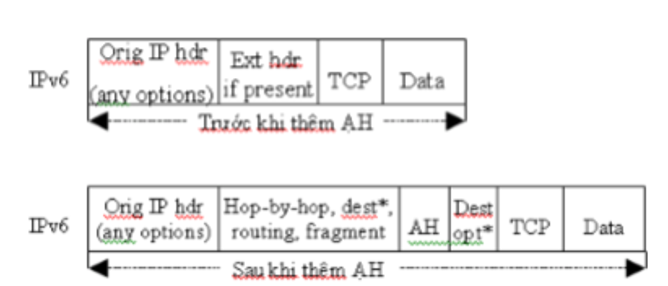 Orig IP hdr
(any options)
Ext hdr
if present
TCP
Data
IPv6
Trước khi thêm AH
Orig IP hdr
(any options)
Hop-by-hop, dest*,
routing, fragment
AH
Dest
opt*
TCP
Data
IPv6
Sau khi thêm AH